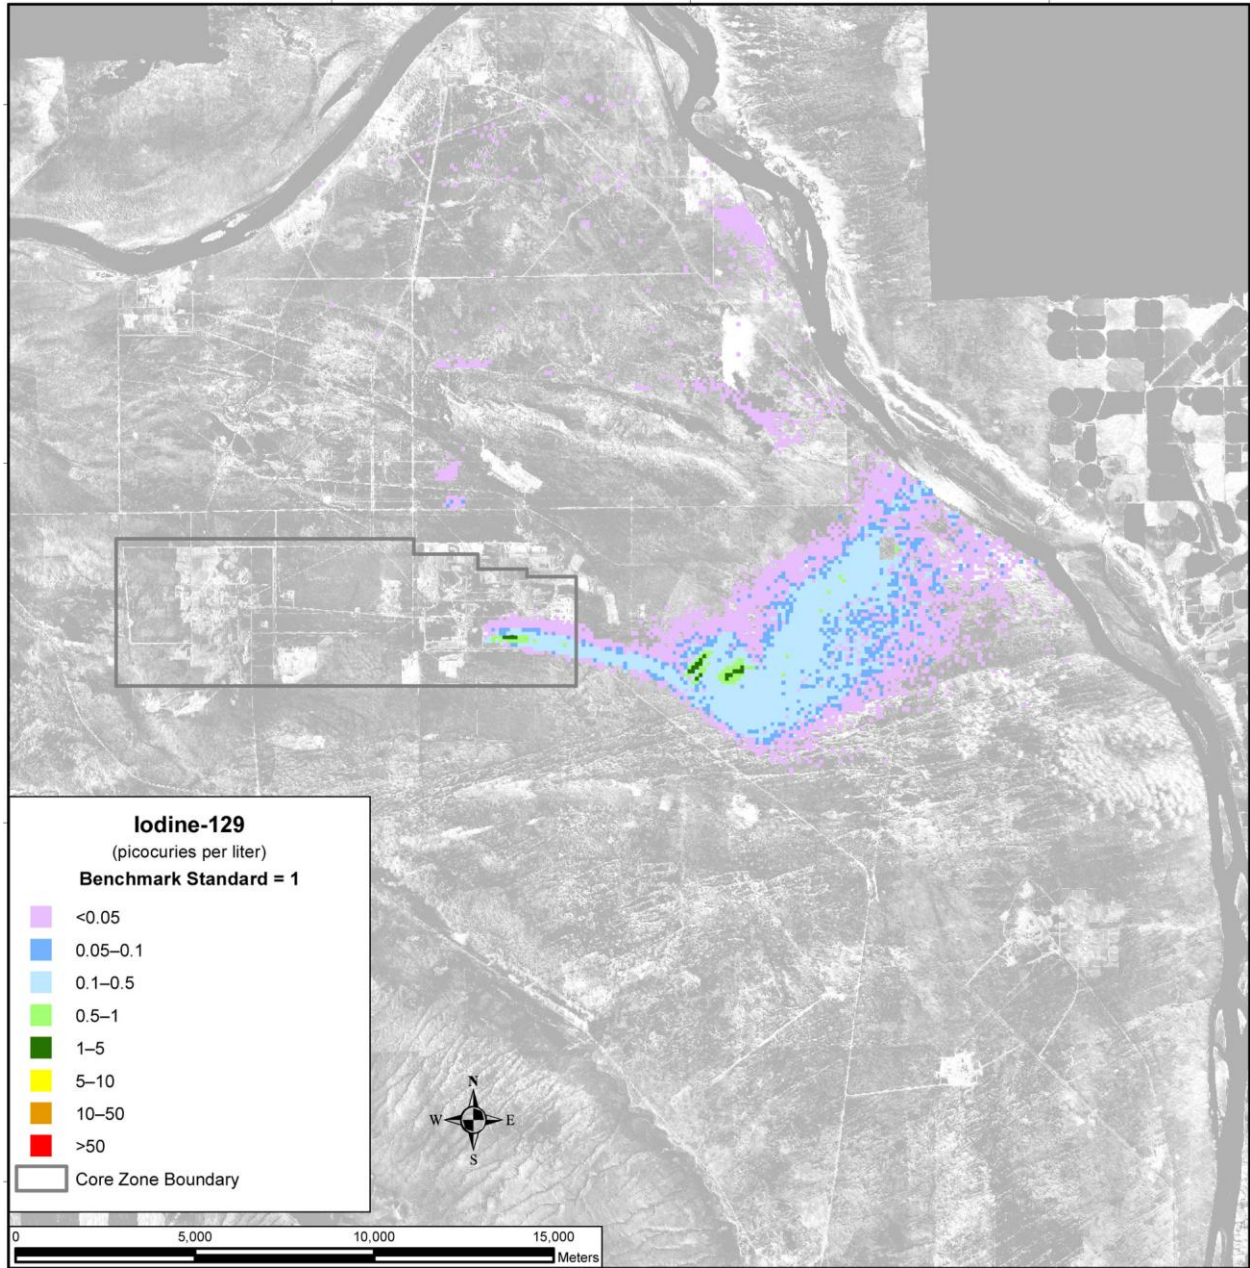 Iodine-129
(picocuries per liter)
Benchmark Standard = 1
<0.05
0.05–0.1
0.1–0.5
0.5–1
1–5
5–10
10–50
>50
Core Zone Boundary
N
W E
S
0 5,000 10,000 15,000
Meters